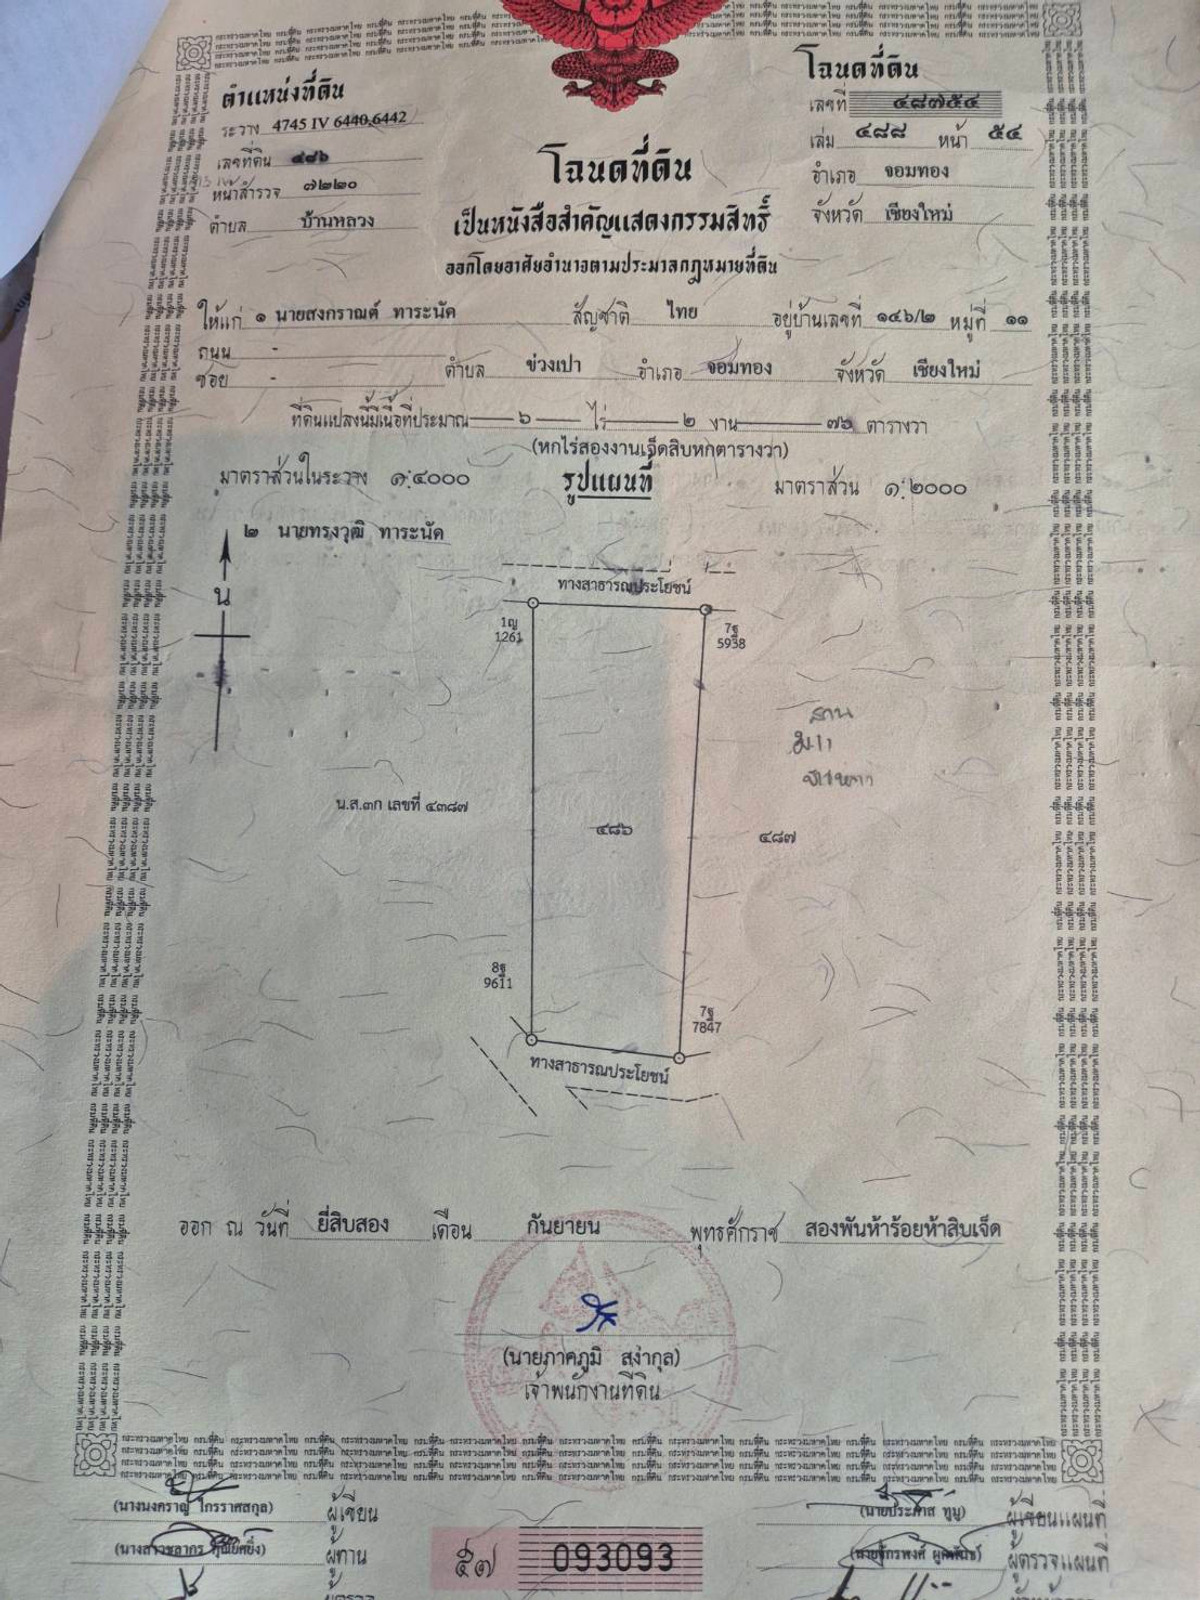 ตำแหน่งที่ดิน
ระวาง 4745 IV 6440,6442
เลขที่ดิน ๔๘๖
หน้าสำรวจ ๗๒๒๐
ตำบล บ้านหลวง
โฉนดที่ดิน
เลขที่ ๔๘๗๕๔
เล่ม ๔๘๘ หน้า ๕๔
อำเภอ จอมทอง
จังหวัด เชียงใหม่
โฉนดที่ดิน
เป็นหนังสือสำคัญแสดงกรรมสิทธิ์
ออกโดยอาศัยอำนาจตามประมวลกฎหมายที่ดิน
ให้แก่ ๑ นายสงกราณต์ ทาระนัด สัญชาติ ไทย อยู่บ้านเลขที่ ๑๔๖/๒ หมู่ที่ ๑๑
ถนน -
ซอย - ตำบล ข่วงเปา อำเภอ จอมทอง จังหวัด เชียงใหม่
ที่ดินแปลงนี้มีเนื้อที่ประมาณ ๖ ไร่ ๒ งาน ๗๖ ตารางวา
(หกไร่สองงานเจ็ดสิบหกตารางวา)
มาตราส่วนในระวาง ๑:๔๐๐๐ รูปแผนที่ มาตราส่วน ๑:๒๐๐๐
๒ นายทรงวุฒิ ทาระนัด
น
ทางสาธารณประโยชน์
1ญ
1261
7ฐ
5938
น.ส.๓ก เลขที่ ๔๓๘๗
๔๘๖
๔๘๗
8ฐ
9611
7ฐ
7847
ทางสาธารณประโยชน์
ออก ณ วันที่ ยี่สิบสอง เดือน กันยายน พุทธศักราช สองพันห้าร้อยห้าสิบเจ็ด
(นายภาคภูมิ สง่ากุล)
เจ้าพนักงานที่ดิน
กระทรวงมหาดไทย กรมที่ดิน
ผู้เขียน
ผู้เขียนแผนที่
ผู้ทาน
ผู้ตรวจแผนที่
๕๗ 093093